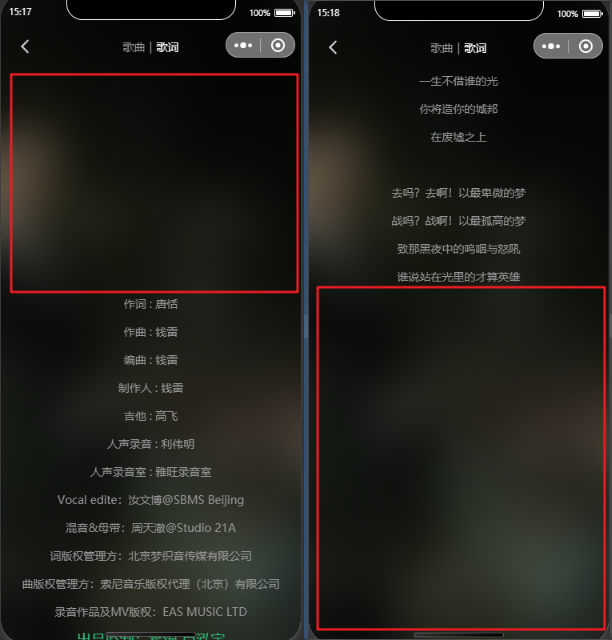 15:17
100%
歌曲 | 歌词
作词 : 唐恬
作曲 : 钱雷
编曲 : 钱雷
制作人 : 钱雷
吉他 : 高飞
人声录音 : 利伟明
人声录音室 : 雅旺录音室
Vocal edite: 汝文博@SBMS Beijing
混音&母带: 周天澈@Studio 21A
词版权管理方: 北京梦织音传媒有限公司
曲版权管理方: 索尼音乐版权代理（北京）有限公司
录音作品及MV版权: EAS MUSIC LTD
15:18
100%
歌曲 | 歌词
一生不借谁的光
你将造你的城邦
在废墟之上
去吗？去啊！以最卑微的梦
战吗？战啊！以最孤高的梦
致那黑夜中的呜咽与怒吼
谁说站在光里的才算英雄